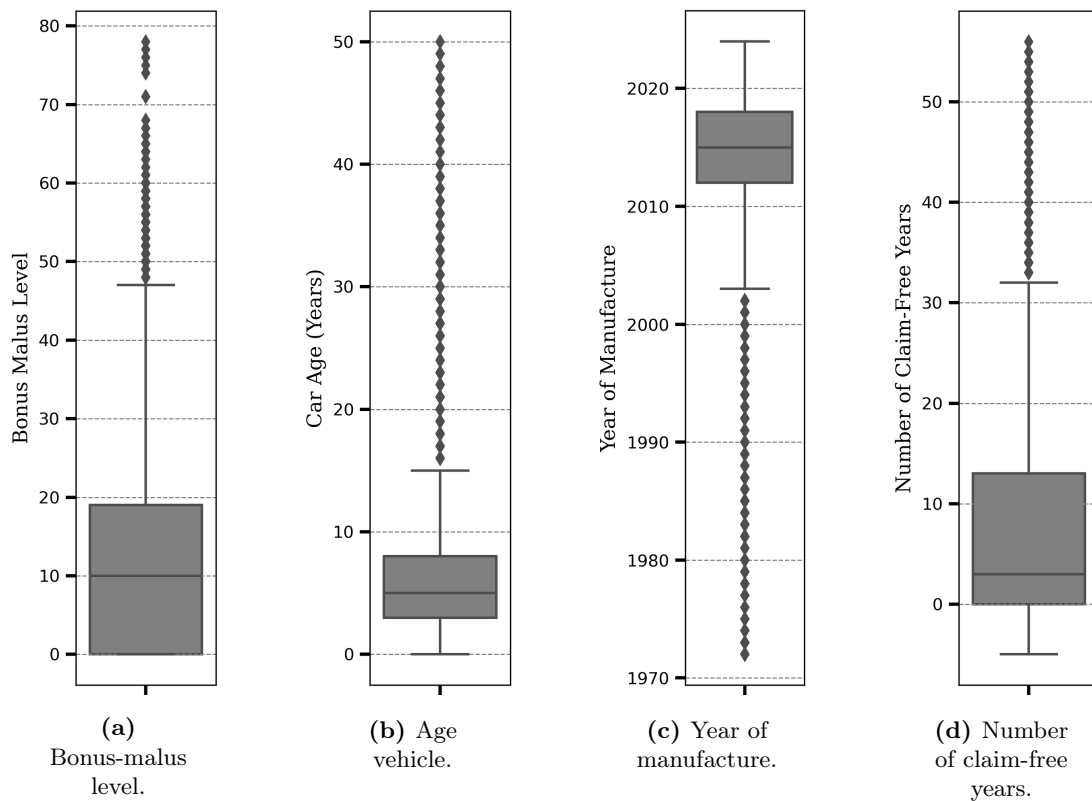 Bonus Malus Level
80
70
60
50
40
30
20
10
0
(a)
Bonus-malus
level.
Car Age (Years)
50
40
30
20
10
0
(b) Age
vehicle.
Year of Manufacture
2020
2010
2000
1990
1980
1970
(c) Year of
manufacture.
Number of Claim-Free Years
50
40
30
20
10
0
(d) Number
of claim-free
years.